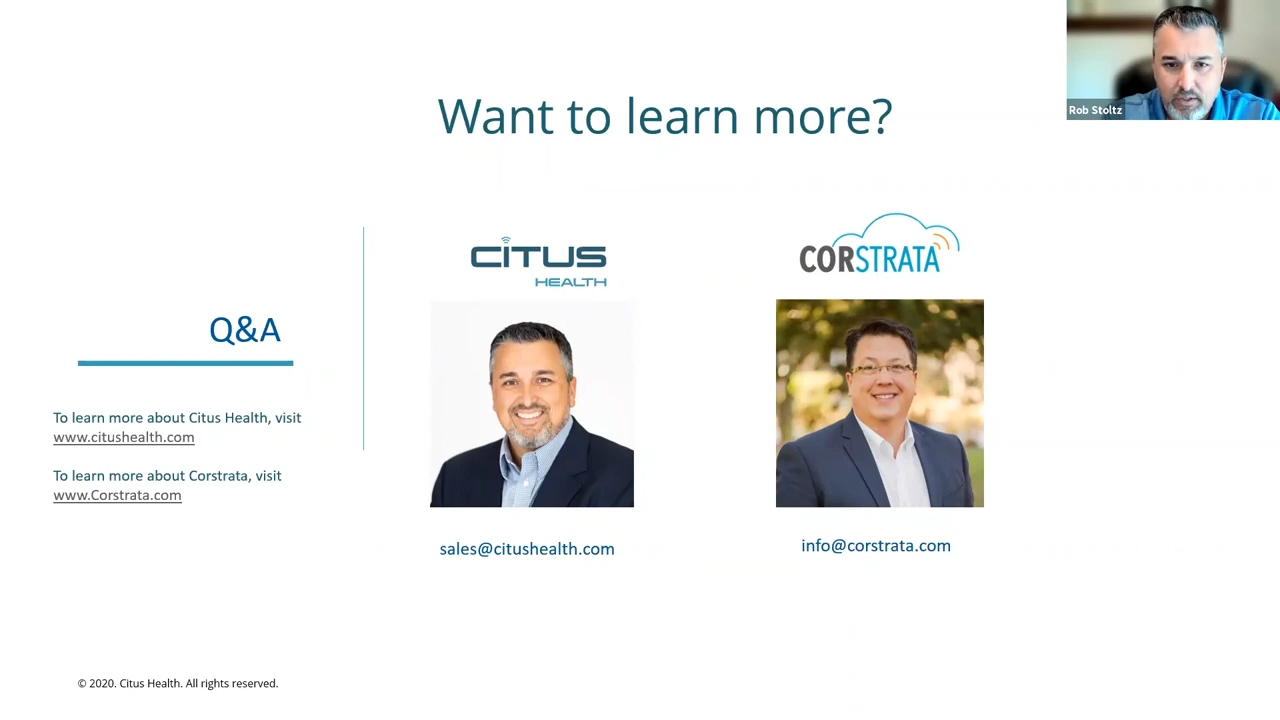 Rob Stoltz
Want to learn more?
CiTUS
HEALTH
CORSTRATA
Q&A
To learn more about Citus Health, visit
www.citushealth.com
To learn more about Corstrata, visit
www.Corstrata.com
sales@citushealth.com
info@corstrata.com
© 2020. Citus Health. All rights reserved.